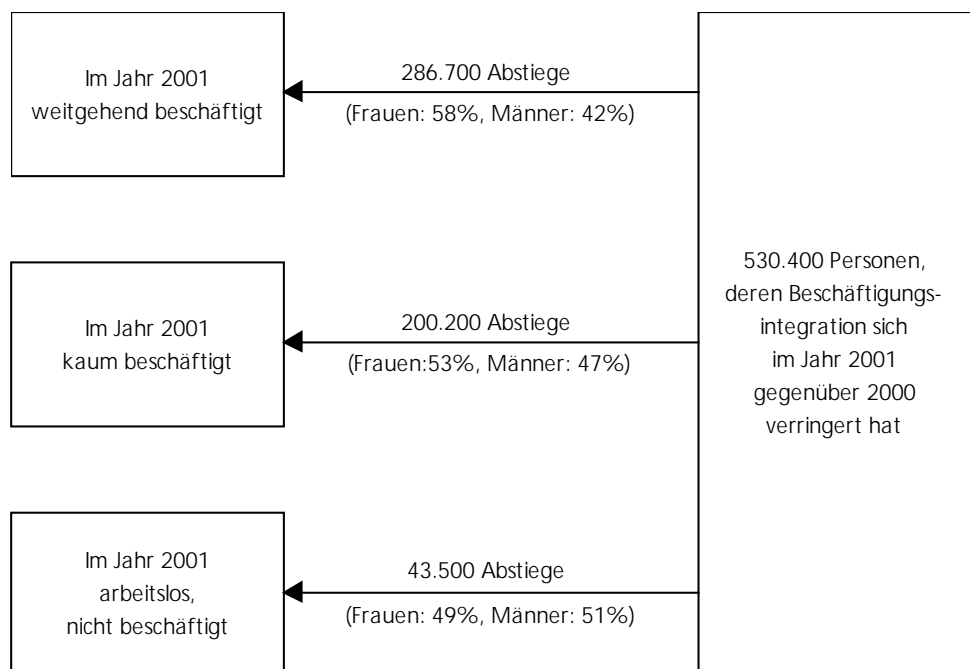 Im Jahr 2001
weitgehend beschäftigt
286.700 Abstiege
(Frauen: 58%, Männer: 42%)
Im Jahr 2001
kaum beschäftigt
200.200 Abstiege
(Frauen:53%, Männer: 47%)
Im Jahr 2001
arbeitslos,
nicht beschäftigt
43.500 Abstiege
(Frauen: 49%, Männer: 51%)
530.400 Personen,
deren Beschäftigungs-
integration sich
im Jahr 2001
gegenüber 2000
verringert hat